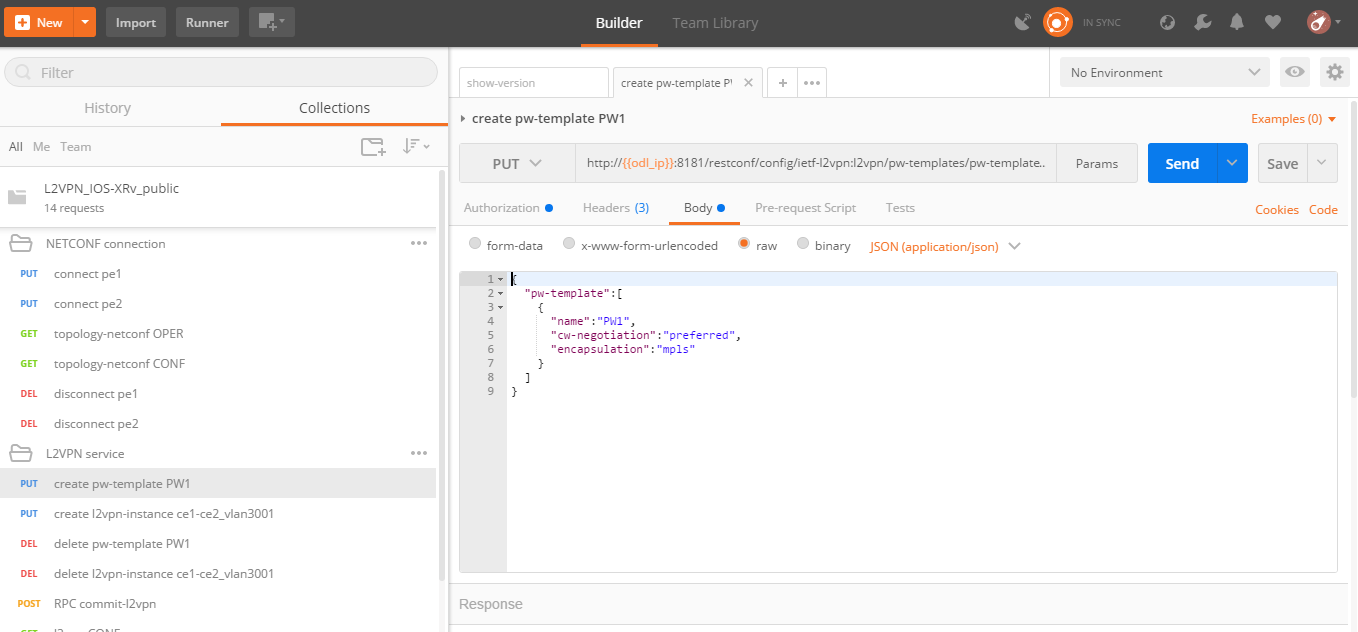 New Import Runner Builder Team Library IN SYNC
Filter
History Collections
All Me Team
L2VPN_IOS-XRv_public
14 requests
NETCONF connection
PUT connect pe1
PUT connect pe2
GET topology-netconf OPER
GET topology-netconf CONF
DEL disconnect pe1
DEL disconnect pe2
L2VPN service
PUT create pw-template PW1
PUT create l2vpn-instance ce1-ce2_vlan3001
DEL delete pw-template PW1
DEL delete l2vpn-instance ce1-ce2_vlan3001
POST RPC commit-l2vpn
show-version create pw-template P + ••• No Environment
create pw-template PW1 Examples (0)
PUT http://{{odl_ip}}:8181/restconf/config/ietf-l2vpn:l2vpn/pw-templates/pw-template.. Params Send Save
Authorization Headers (3) Body Pre-request Script Tests Cookies Code
form-data x-www-form-urlencoded raw binary JSON (application/json)
1 {
2 "pw-template":[
3 {
4 "name":"PW1",
5 "cw-negotiation":"preferred",
6 "encapsulation":"mpls"
7 }
8 ]
9 }
Response